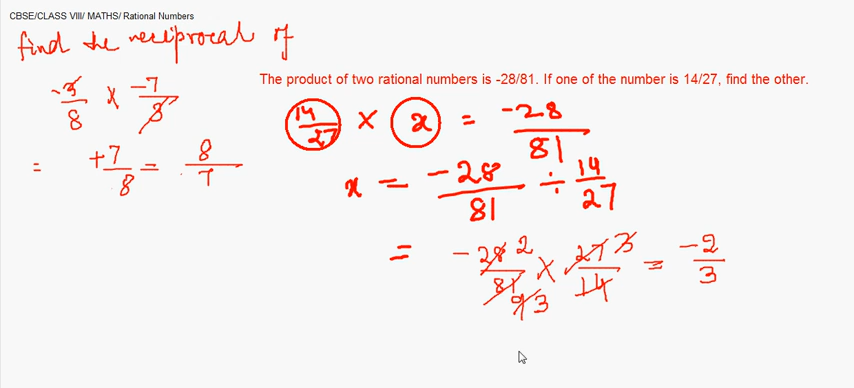 CBSE/CLASS VIII/ MATHS/ Rational Numbers
find the reciprocal of
-3/8 × -7/3
= +7/8 = 8/7
The product of two rational numbers is -28/81. If one of the number is 14/27, find the other.
14/27 × x = -28/81
x = -28/81 ÷ 14/27
= -28 2/81 9 3 × 27 3/14 = -2/3